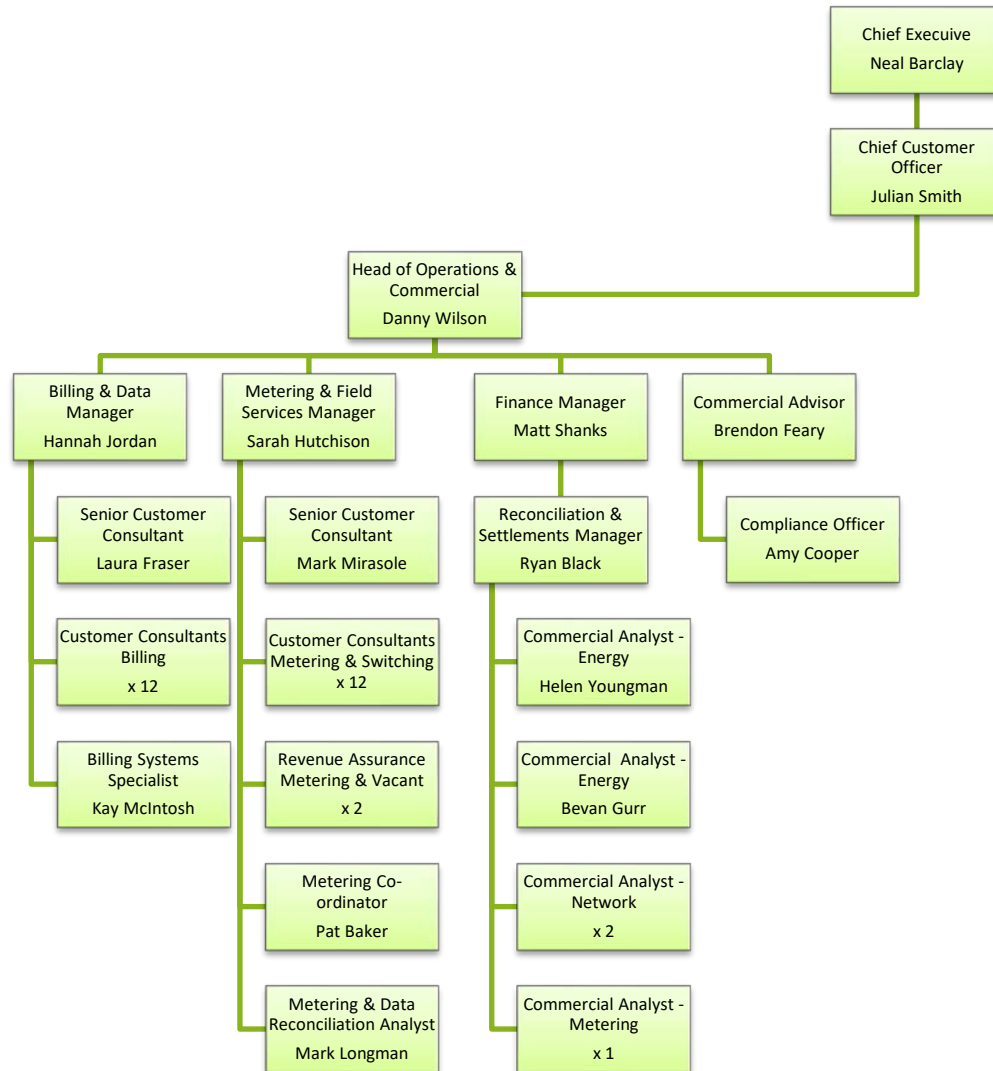 Chief Execuive
Neal Barclay
Chief Customer
Officer
Julian Smith
Head of Operations &
Commercial
Danny Wilson
Billing & Data
Manager
Hannah Jordan
Metering & Field
Services Manager
Sarah Hutchison
Finance Manager
Matt Shanks
Commercial Advisor
Brendon Feary
Senior Customer
Consultant
Laura Fraser
Customer Consultants
Billing
x 12
Billing Systems
Specialist
Kay McIntosh
Senior Customer
Consultant
Mark Mirasole
Customer Consultants
Metering & Switching
x 12
Revenue Assurance
Metering & Vacant
x 2
Metering Co-
ordinator
Pat Baker
Metering & Data
Reconciliation Analyst
Mark Longman
Reconciliation &
Settlements Manager
Ryan Black
Commercial Analyst -
Energy
Helen Youngman
Commercial Analyst -
Energy
Bevan Gurr
Commercial Analyst -
Network
x 2
Commercial Analyst -
Metering
x 1
Compliance Officer
Amy Cooper